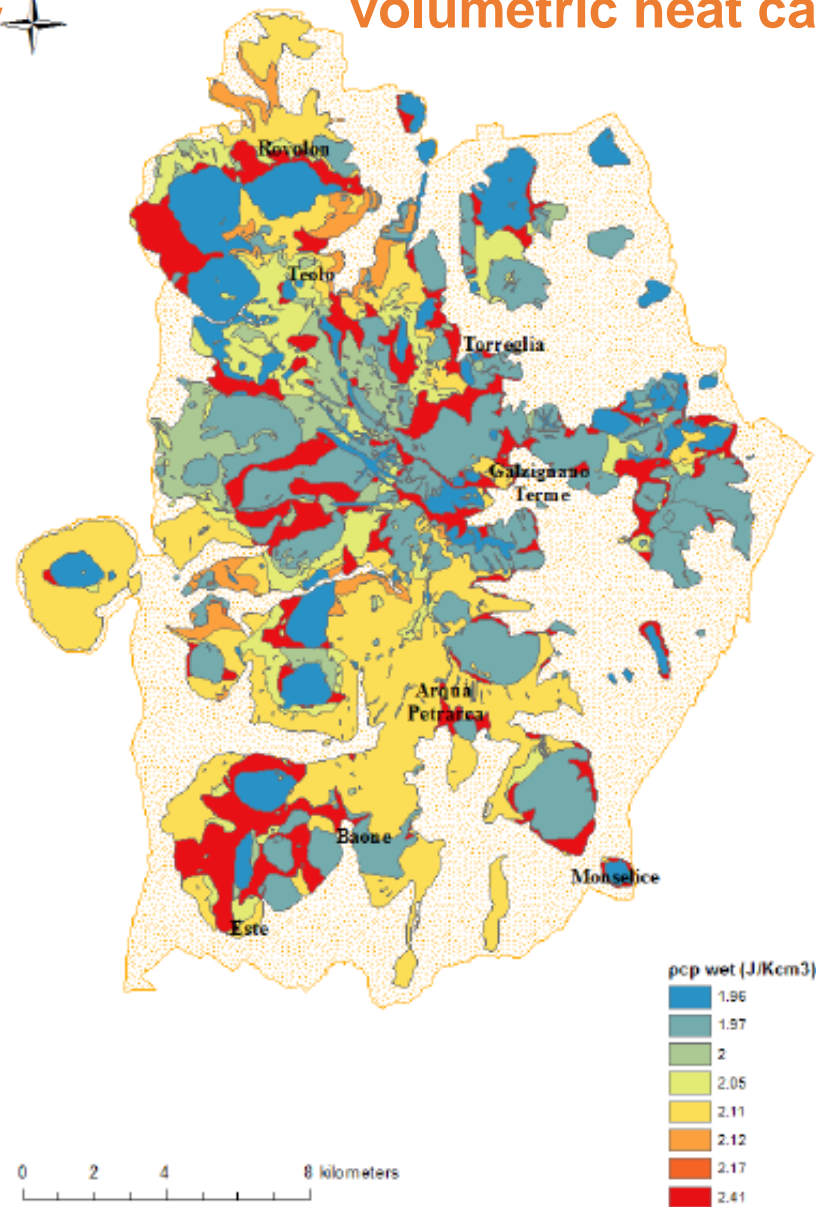 volumetric heat ca
Rovolon
Teolo
Torreglia
Galzignano
Terme
Arquà
Petrarca
Baone
Monselice
Este
ρcp wet (J/Kcm3)
1.96
1.97
2
2.05
2.11
2.12
2.17
2.41
0 2 4 8 kilometers